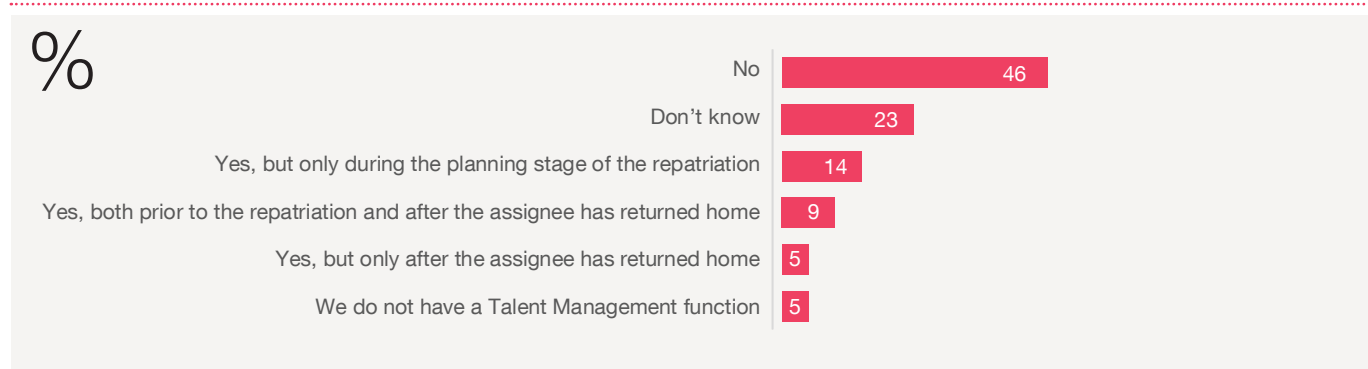 %
No 46
Don't know 23
Yes, but only during the planning stage of the repatriation 14
Yes, both prior to the repatriation and after the assignee has returned home 9
Yes, but only after the assignee has returned home 5
We do not have a Talent Management function 5